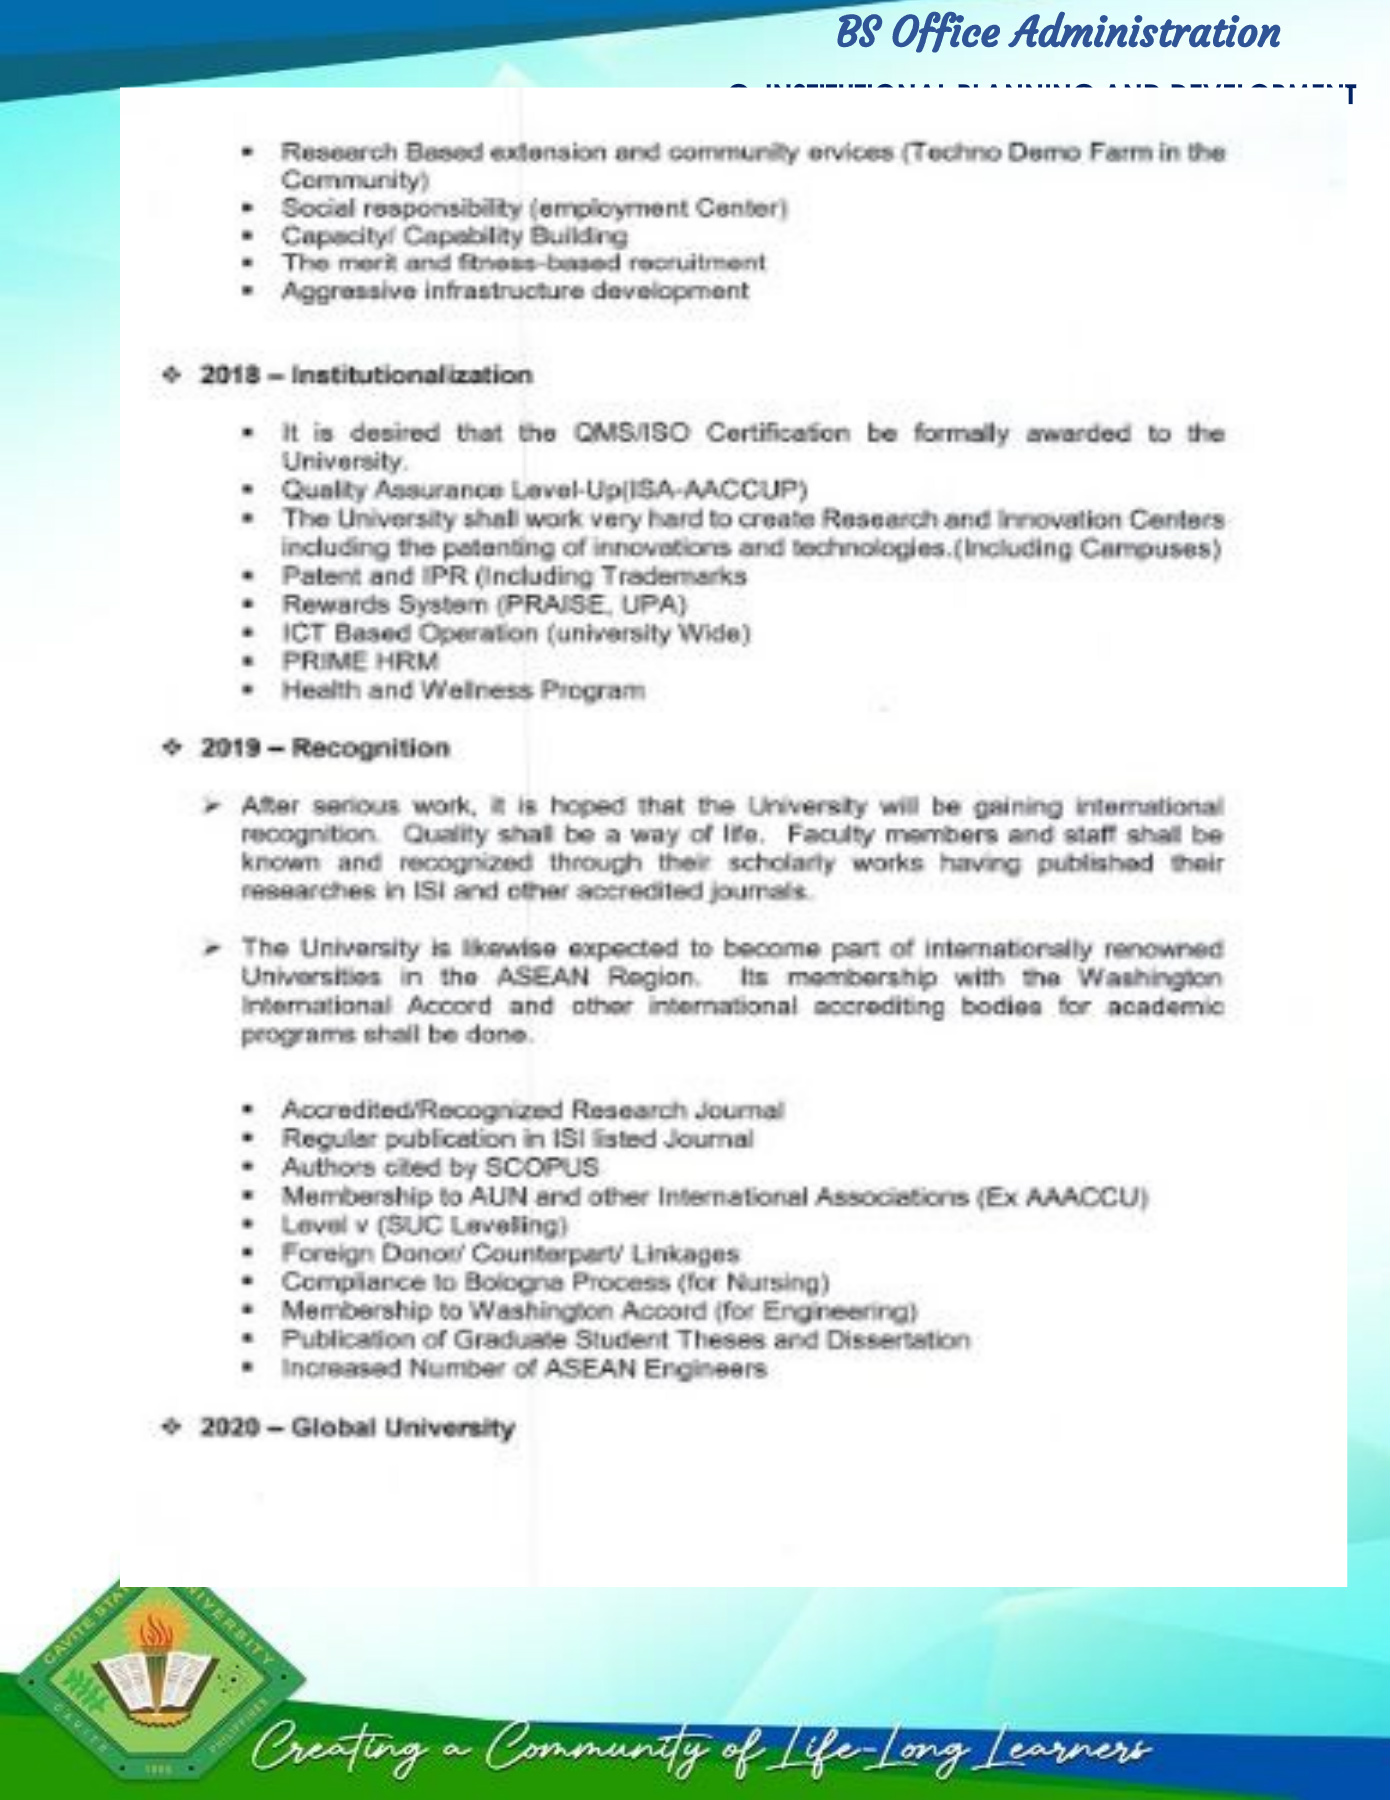 BS Office Administration
INSTITUTIONAL PLANNING AND DEVELOPMENT
▪ Research Based extension and community ervices (Techno Demo Farm in the
Community)
▪ Social responsibility (employment Center)
▪ Capacity/ Capability Building
▪ The merit and fitness-based recruitment
▪ Aggressive infrastructure development
❖ 2018 – Institutionalization
▪ It is desired that the QMS/ISO Certification be formally awarded to the
University.
▪ Quality Assurance Level-Up(ISA-AACCUP)
▪ The University shall work very hard to create Research and Innovation Centers
including the patenting of innovations and technologies.(Including Campuses)
▪ Patent and IPR (Including Trademarks
▪ Rewards System (PRAISE, UPA)
▪ ICT Based Operation (university Wide)
▪ PRIME HRM
▪ Health and Wellness Program
❖ 2019 – Recognition
➢ After serious work, it is hoped that the University will be gaining international
recognition. Quality shall be a way of life. Faculty members and staff shall be
known and recognized through their scholarly works having published their
researches in ISI and other accredited journals.
➢ The University is likewise expected to become part of internationally renowned
Universities in the ASEAN Region. Its membership with the Washington
International Accord and other international accrediting bodies for academic
programs shall be done.
▪ Accredited/Recognized Research Journal
▪ Regular publication in ISI listed Journal
▪ Authors cited by SCOPUS
▪ Membership to AUN and other International Associations (Ex AAACCU)
▪ Level v (SUC Levelling)
▪ Foreign Donor/ Counterpart/ Linkages
▪ Compliance to Bologna Process (for Nursing)
▪ Membership to Washington Accord (for Engineering)
▪ Publication of Graduate Student Theses and Dissertation
▪ Increased Number of ASEAN Engineers
❖ 2020 – Global University
CAVITE STA
NIVERSITY
CAVITE
PHILIPPINES
1906
Creating a Community of Life-Long Learners